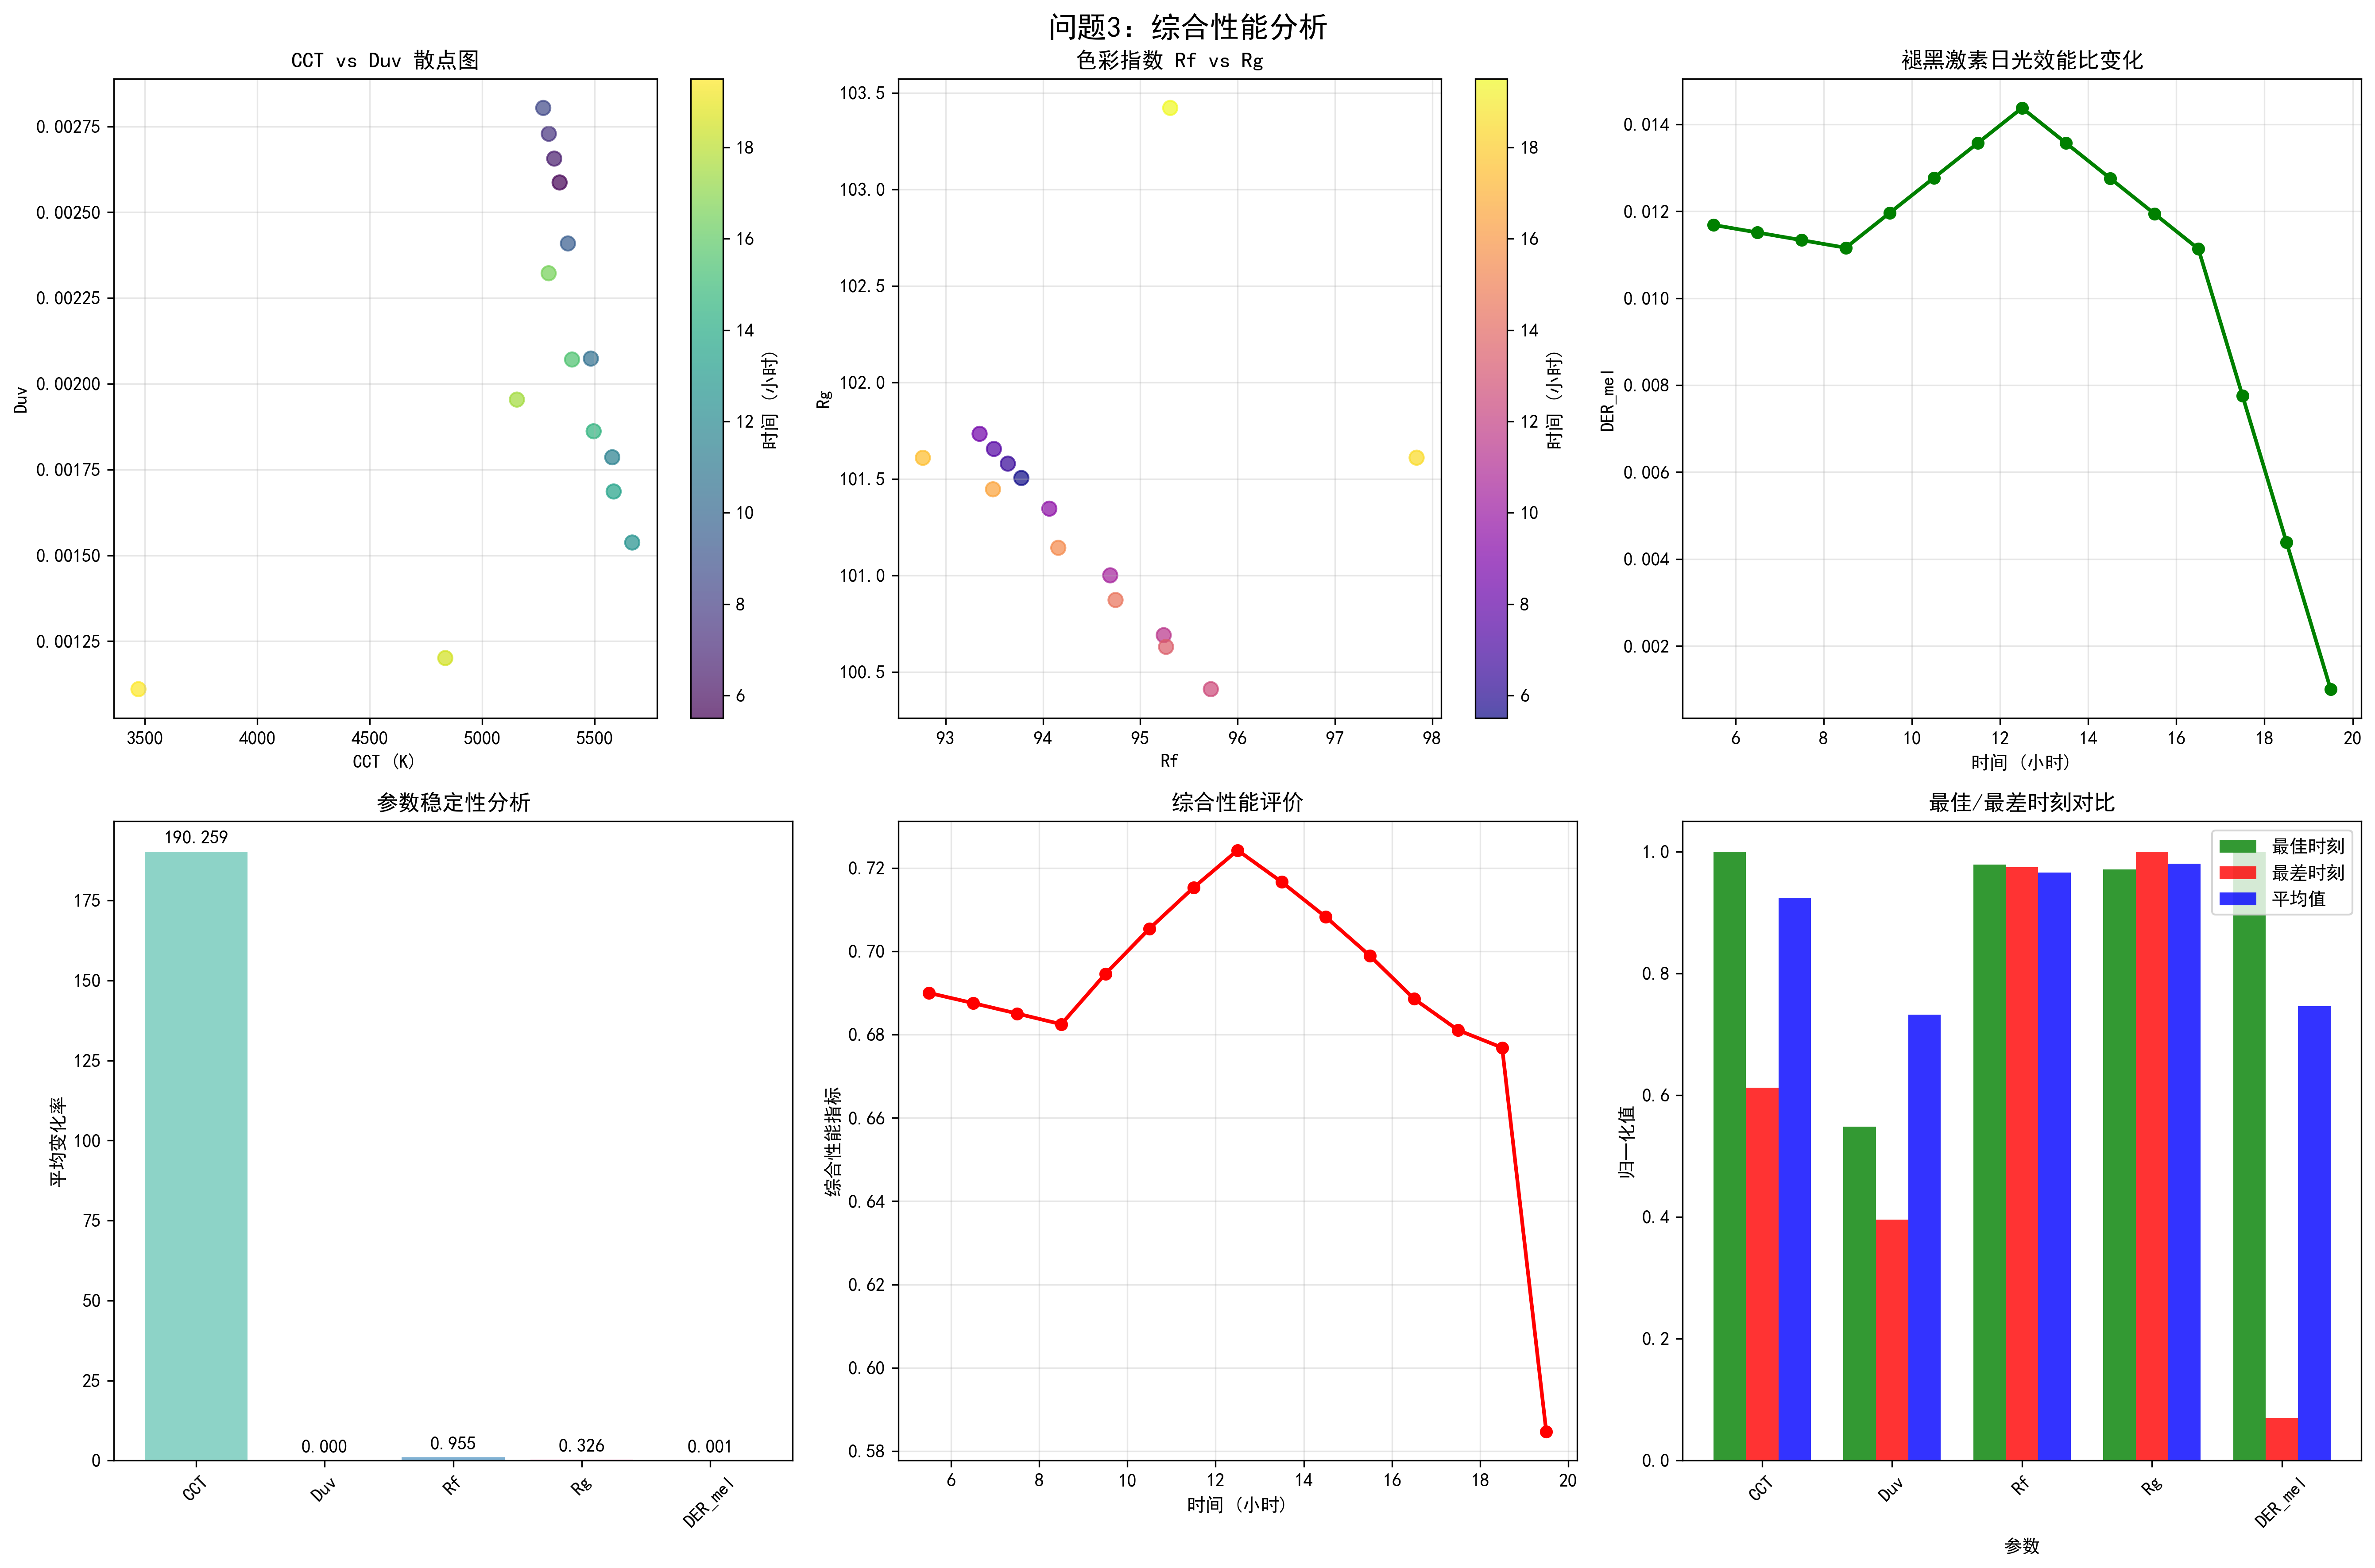 问题3：综合性能分析
CCT vs Duv 散点图
0.00275
0.00250
0.00225
0.00200
0.00175
0.00150
0.00125
Duv
3500 4000 4500 5000 5500
CCT (K)
18
16
14
12
10
8
6
时间 (小时)
色彩指数 Rf vs Rg
103.5
103.0
102.5
102.0
101.5
101.0
100.5
Rg
93 94 95 96 97 98
Rf
18
16
14
12
10
8
6
时间 (小时)
褪黑激素日光效能比变化
0.014
0.012
0.010
0.008
0.006
0.004
0.002
DER_mel
6 8 10 12 14 16 18 20
时间 (小时)
参数稳定性分析
190.259
0.000
0.955
0.326
0.001
175
150
125
100
75
50
25
0
平均变化率
CCT Duv Rf Rg DER_mel
综合性能评价
0.72
0.70
0.68
0.66
0.64
0.62
0.60
0.58
综合性能指标
6 8 10 12 14 16 18 20
时间 (小时)
最佳/最差时刻对比
最佳时刻
最差时刻
平均值
1.0
0.8
0.6
0.4
0.2
0.0
归一化值
CCT Duv Rf Rg DER_mel
参数